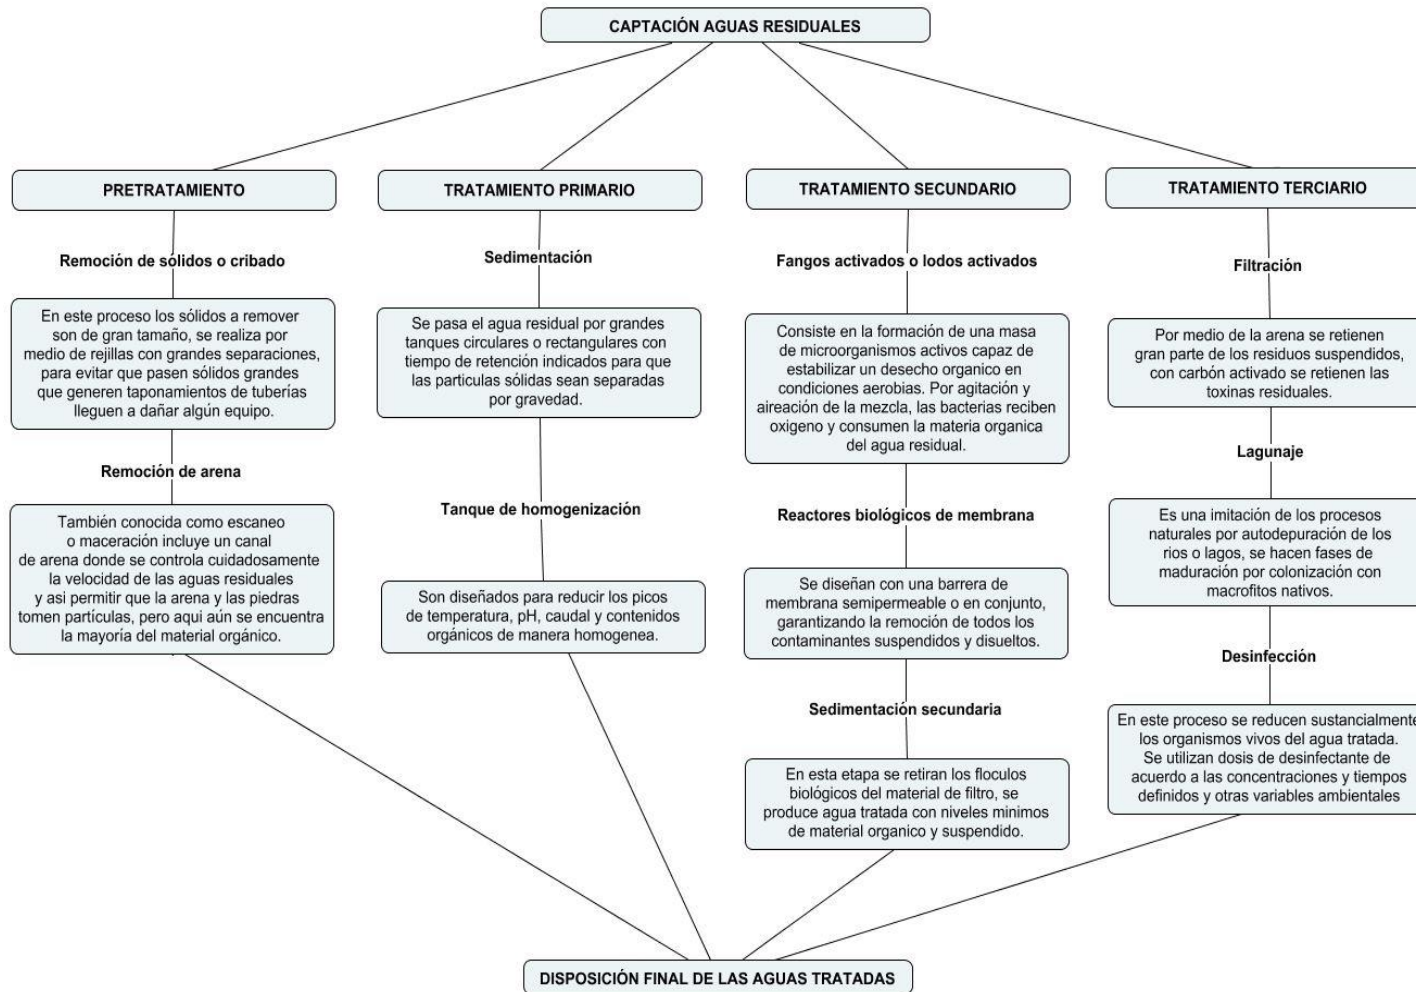 CAPTACIÓN AGUAS RESIDUALES
PRETRATAMIENTO
Remoción de sólidos o cribado
En este proceso los sólidos a remover
son de gran tamaño, se realiza por
medio de rejillas con grandes separaciones,
para evitar que pasen sólidos grandes
que generen taponamientos de tuberías
lleguen a dañar algún equipo.
Remoción de arena
También conocida como escaneo
o maceración incluye un canal
de arena donde se controla cuidadosamente
la velocidad de las aguas residuales
y asi permitir que la arena y las piedras
tomen partículas, pero aqui aún se encuentra
la mayoría del material orgánico.
TRATAMIENTO PRIMARIO
Sedimentación
Se pasa el agua residual por grandes
tanques circulares o rectangulares con
tiempo de retención indicados para que
las particulas sólidas sean separadas
por gravedad.
Tanque de homogenización
Son diseñados para reducir los picos
de temperatura, pH, caudal y contenidos
orgánicos de manera homogenea.
TRATAMIENTO SECUNDARIO
Fangos activados o lodos activados
Consiste en la formación de una masa
de microorganismos activos capaz de
estabilizar un desecho organico en
condiciones aerobias. Por agitación y
aireación de la mezcla, las bacterias reciben
oxigeno y consumen la materia organica
del agua residual.
Reactores biológicos de membrana
Se diseñan con una barrera de
membrana semipermeable o en conjunto,
garantizando la remoción de todos los
contaminantes suspendidos y disueltos.
Sedimentación secundaria
En esta etapa se retiran los floculos
biológicos del material de filtro, se
produce agua tratada con niveles minimos
de material organico y suspendido.
TRATAMIENTO TERCIARIO
Filtración
Por medio de la arena se retienen
gran parte de los residuos suspendidos,
con carbón activado se retienen las
toxinas residuales.
Lagunaje
Es una imitación de los procesos
naturales por autodepuración de los
rios o lagos, se hacen fases de
maduración por colonización con
macrofitos nativos.
Desinfección
En este proceso se reducen sustancialmente
los organismos vivos del agua tratada.
Se utilizan dosis de desinfectante de
acuerdo a las concentraciones y tiempos
definidos y otras variables ambientales
DISPOSICIÓN FINAL DE LAS AGUAS TRATADAS